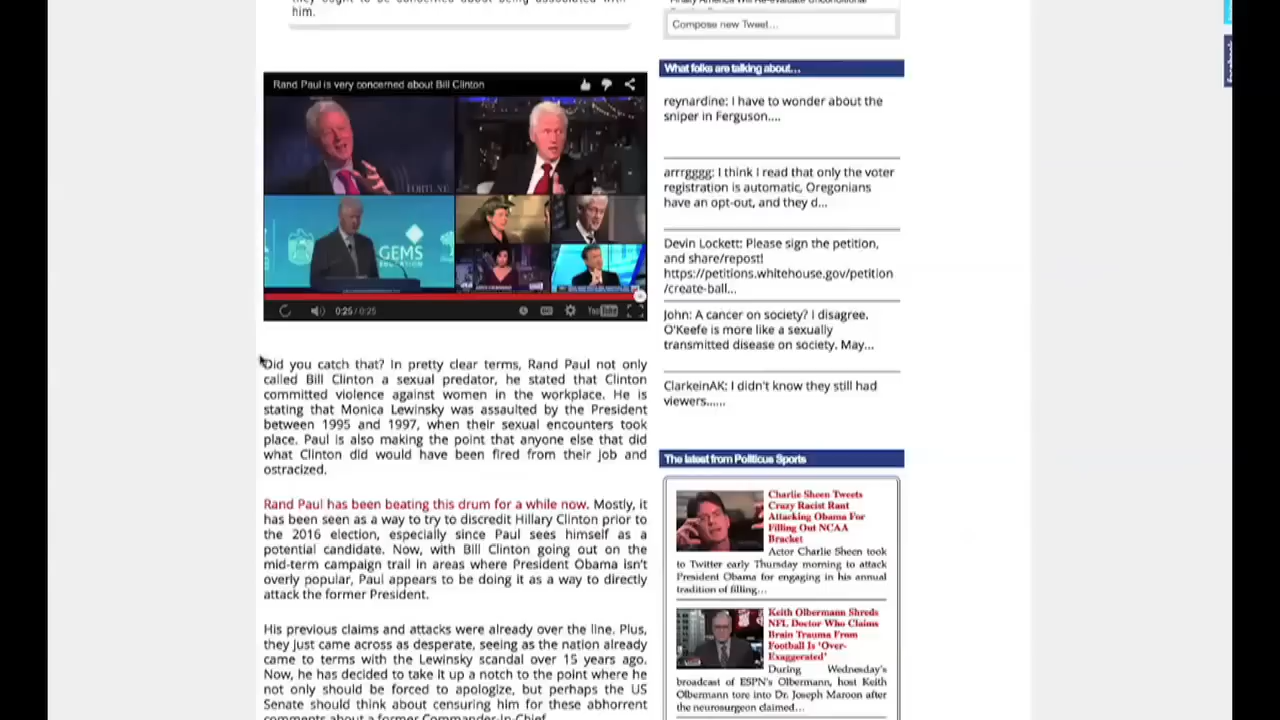 him.
Rand Paul is very concerned about Bill Clinton
FORTUNE
GEMS
EDUCATION
0:25 / 0:25
YouTube
Did you catch that? In pretty clear terms, Rand Paul not only
called Bill Clinton a sexual predator, he stated that Clinton
committed violence against women in the workplace. He is
stating that Monica Lewinsky was assaulted by the President
between 1995 and 1997, when their sexual encounters took
place. Paul is also making the point that anyone else that did
what Clinton did would have been fired from their job and
ostracized.
Rand Paul has been beating this drum for a while now. Mostly, it
has been seen as a way to try to discredit Hillary Clinton prior to
the 2016 election, especially since Paul sees himself as a
potential candidate. Now, with Bill Clinton going out on the
mid-term campaign trail in areas where President Obama isn't
overly popular, Paul appears to be doing it as a way to directly
attack the former President.
His previous claims and attacks were already over the line. Plus,
they just came across as desperate, seeing as the nation already
came to terms with the Lewinsky scandal over 15 years ago.
Now, he has decided to take it up a notch to the point where he
not only should be forced to apologize, but perhaps the US
Senate should think about censuring him for these abhorrent
comments about a former Commander-In-Chief
Compose new Tweet...
What folks are talking about...
reynardine: I have to wonder about the
sniper in Ferguson....
arrrgggg: I think I read that only the voter
registration is automatic, Oregonians
have an opt-out, and they d...
Devin Lockett: Please sign the petition,
and share/repost!
https://petitions.whitehouse.gov/petition
/create-ball...
John: A cancer on society? I disagree.
O'Keefe is more like a sexually
transmitted disease on society. May...
ClarkeinAK: I didn't know they still had
viewers......
The latest from Politicus Sports
Charlie Sheen Tweets
Crazy Racist Rant
Attacking Obama For
Filling Out NCAA
Bracket
Actor Charlie Sheen took
to Twitter early Thursday morning to attack
President Obama for engaging in his annual
tradition of filling...
Keith Olbermann Shreds
NFL Doctor Who Claims
Brain Trauma From
Football Is 'Over-
Exaggerated'
During Wednesday's
broadcast of ESPN's Olbermann, host Keith
Olbermann tore into Dr. Joseph Maroon after
the neurosurgeon claimed...